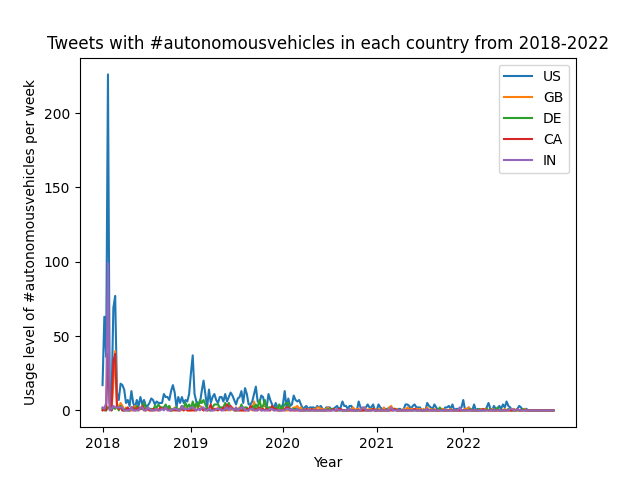 Tweets with #autonomousvehicles in each country from 2018-2022
Usage level of #autonomousvehicles per week
200
150
100
50
0
US
GB
DE
CA
IN
2018 2019 2020 2021 2022
Year